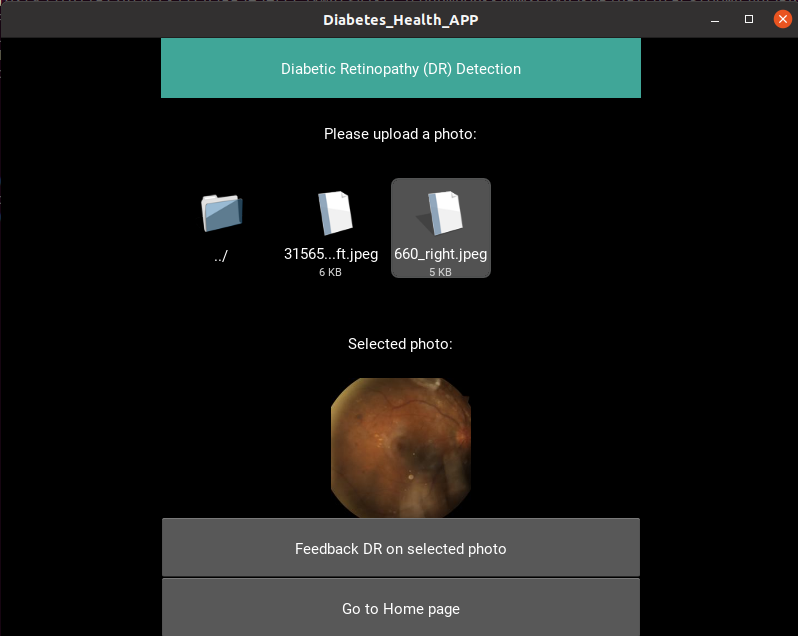 Diabetes_Health_APP
Diabetic Retinopathy (DR) Detection
Please upload a photo:
../
31565...ft.jpeg
6 KB
660_right.jpeg
5 KB
Selected photo:
Feedback DR on selected photo
Go to Home page